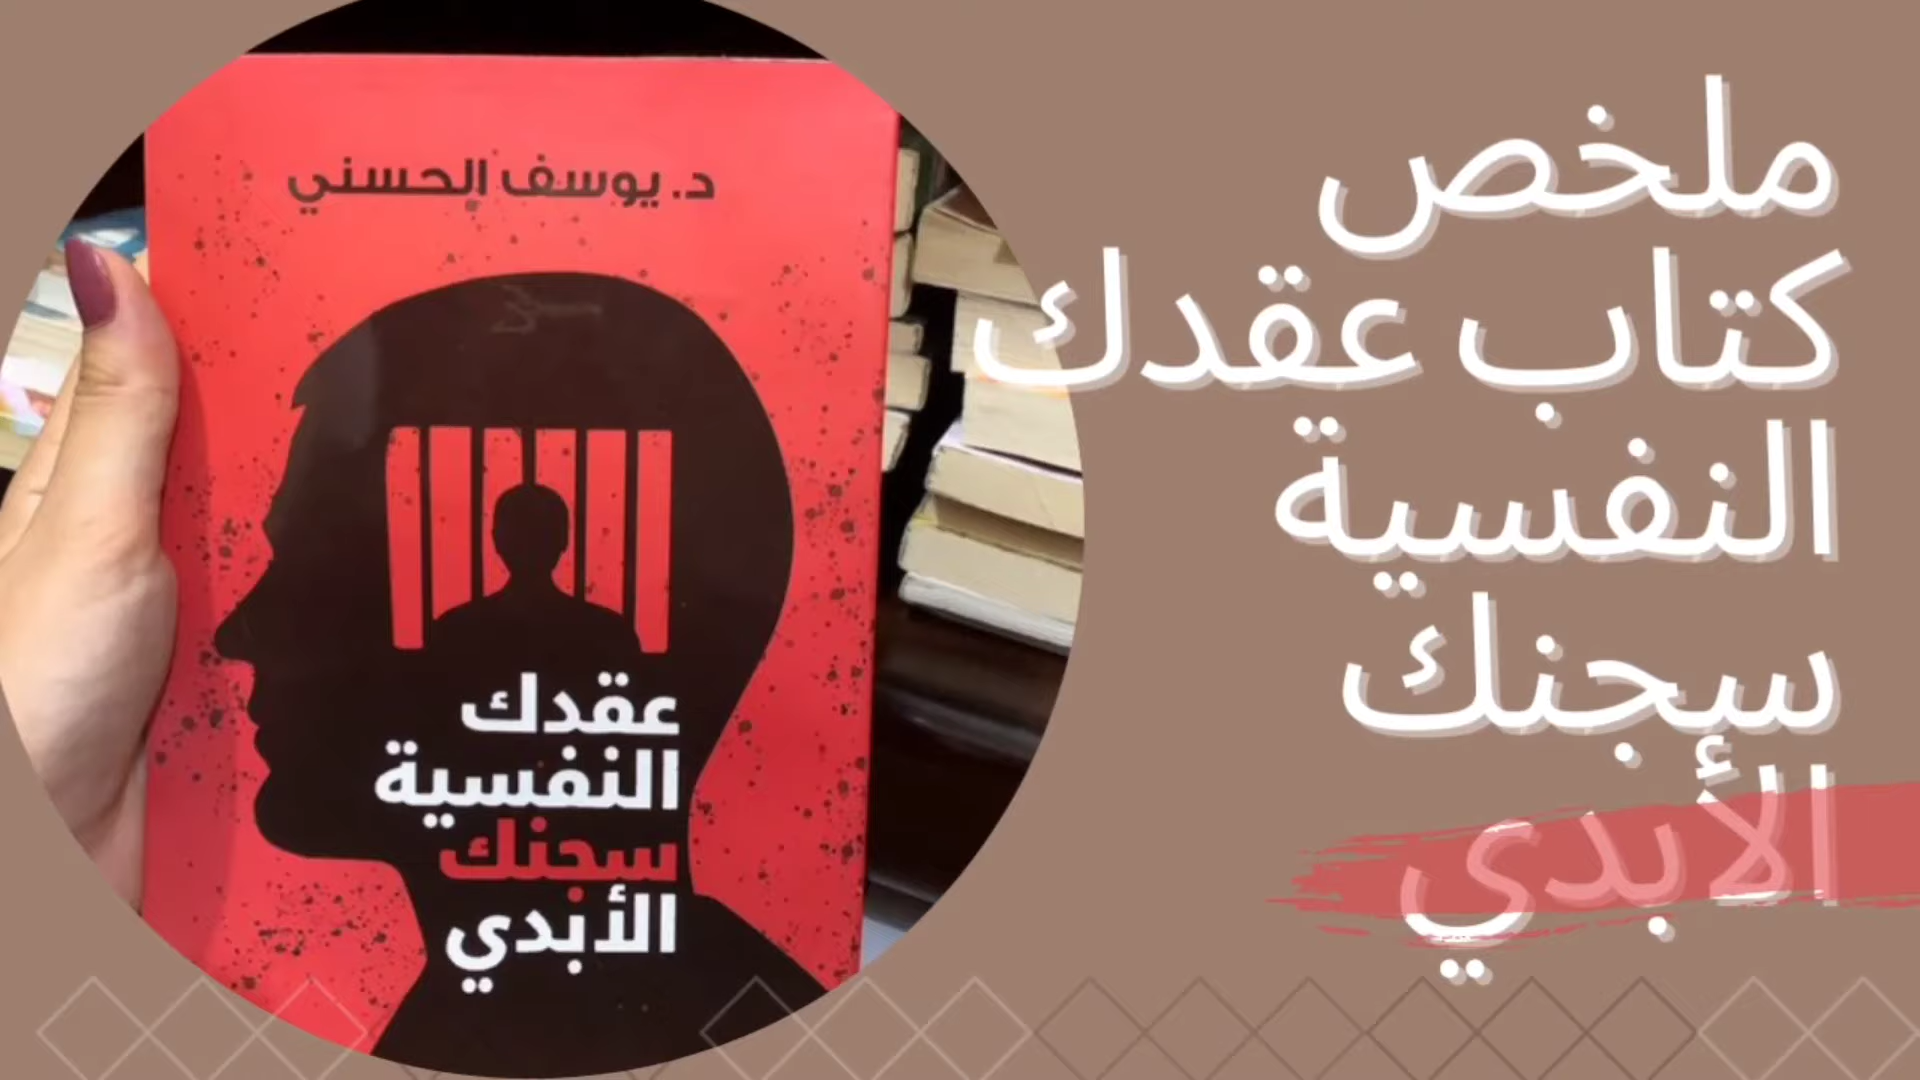 ملخص
كتاب عقدك
النفسية
سجنك
الأبدي
د. يوسف الحسني
عقدك
النفسية
سجنك
الأبدي